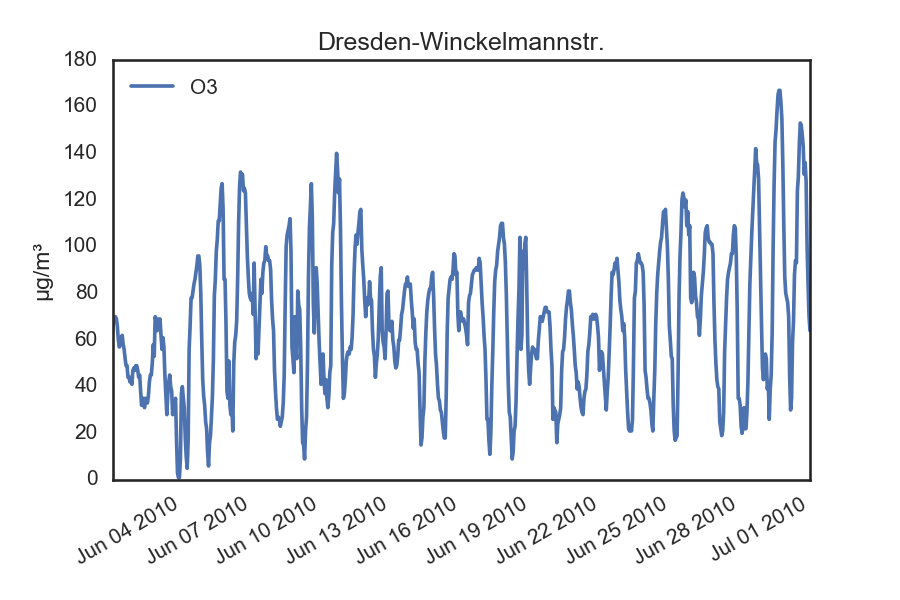 Dresden-Winckelmannstr.
O3
µg/m³
180
160
140
120
100
80
60
40
20
0
Jun 04 2010
Jun 07 2010
Jun 10 2010
Jun 13 2010
Jun 16 2010
Jun 19 2010
Jun 22 2010
Jun 25 2010
Jun 28 2010
Jul 01 2010